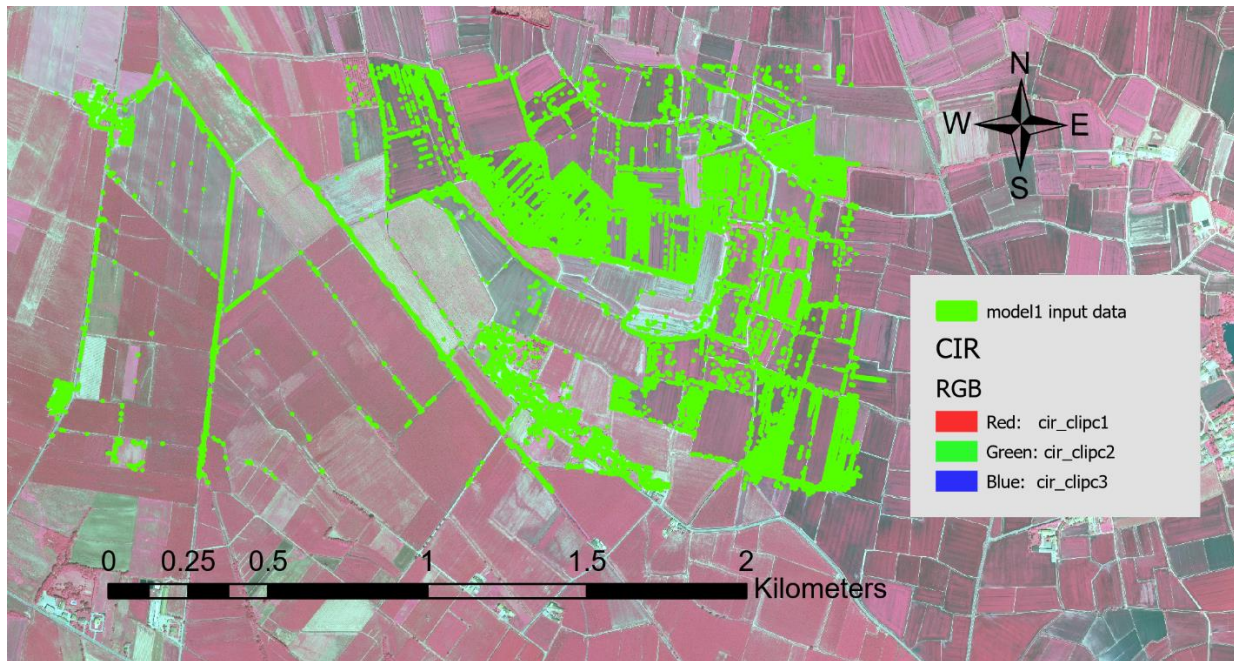 N
W E
S
model1 input data
CIR
RGB
Red: cir_clipc1
Green: cir_clipc2
Blue: cir_clipc3
0 0.25 0.5 1 1.5 2
Kilometers